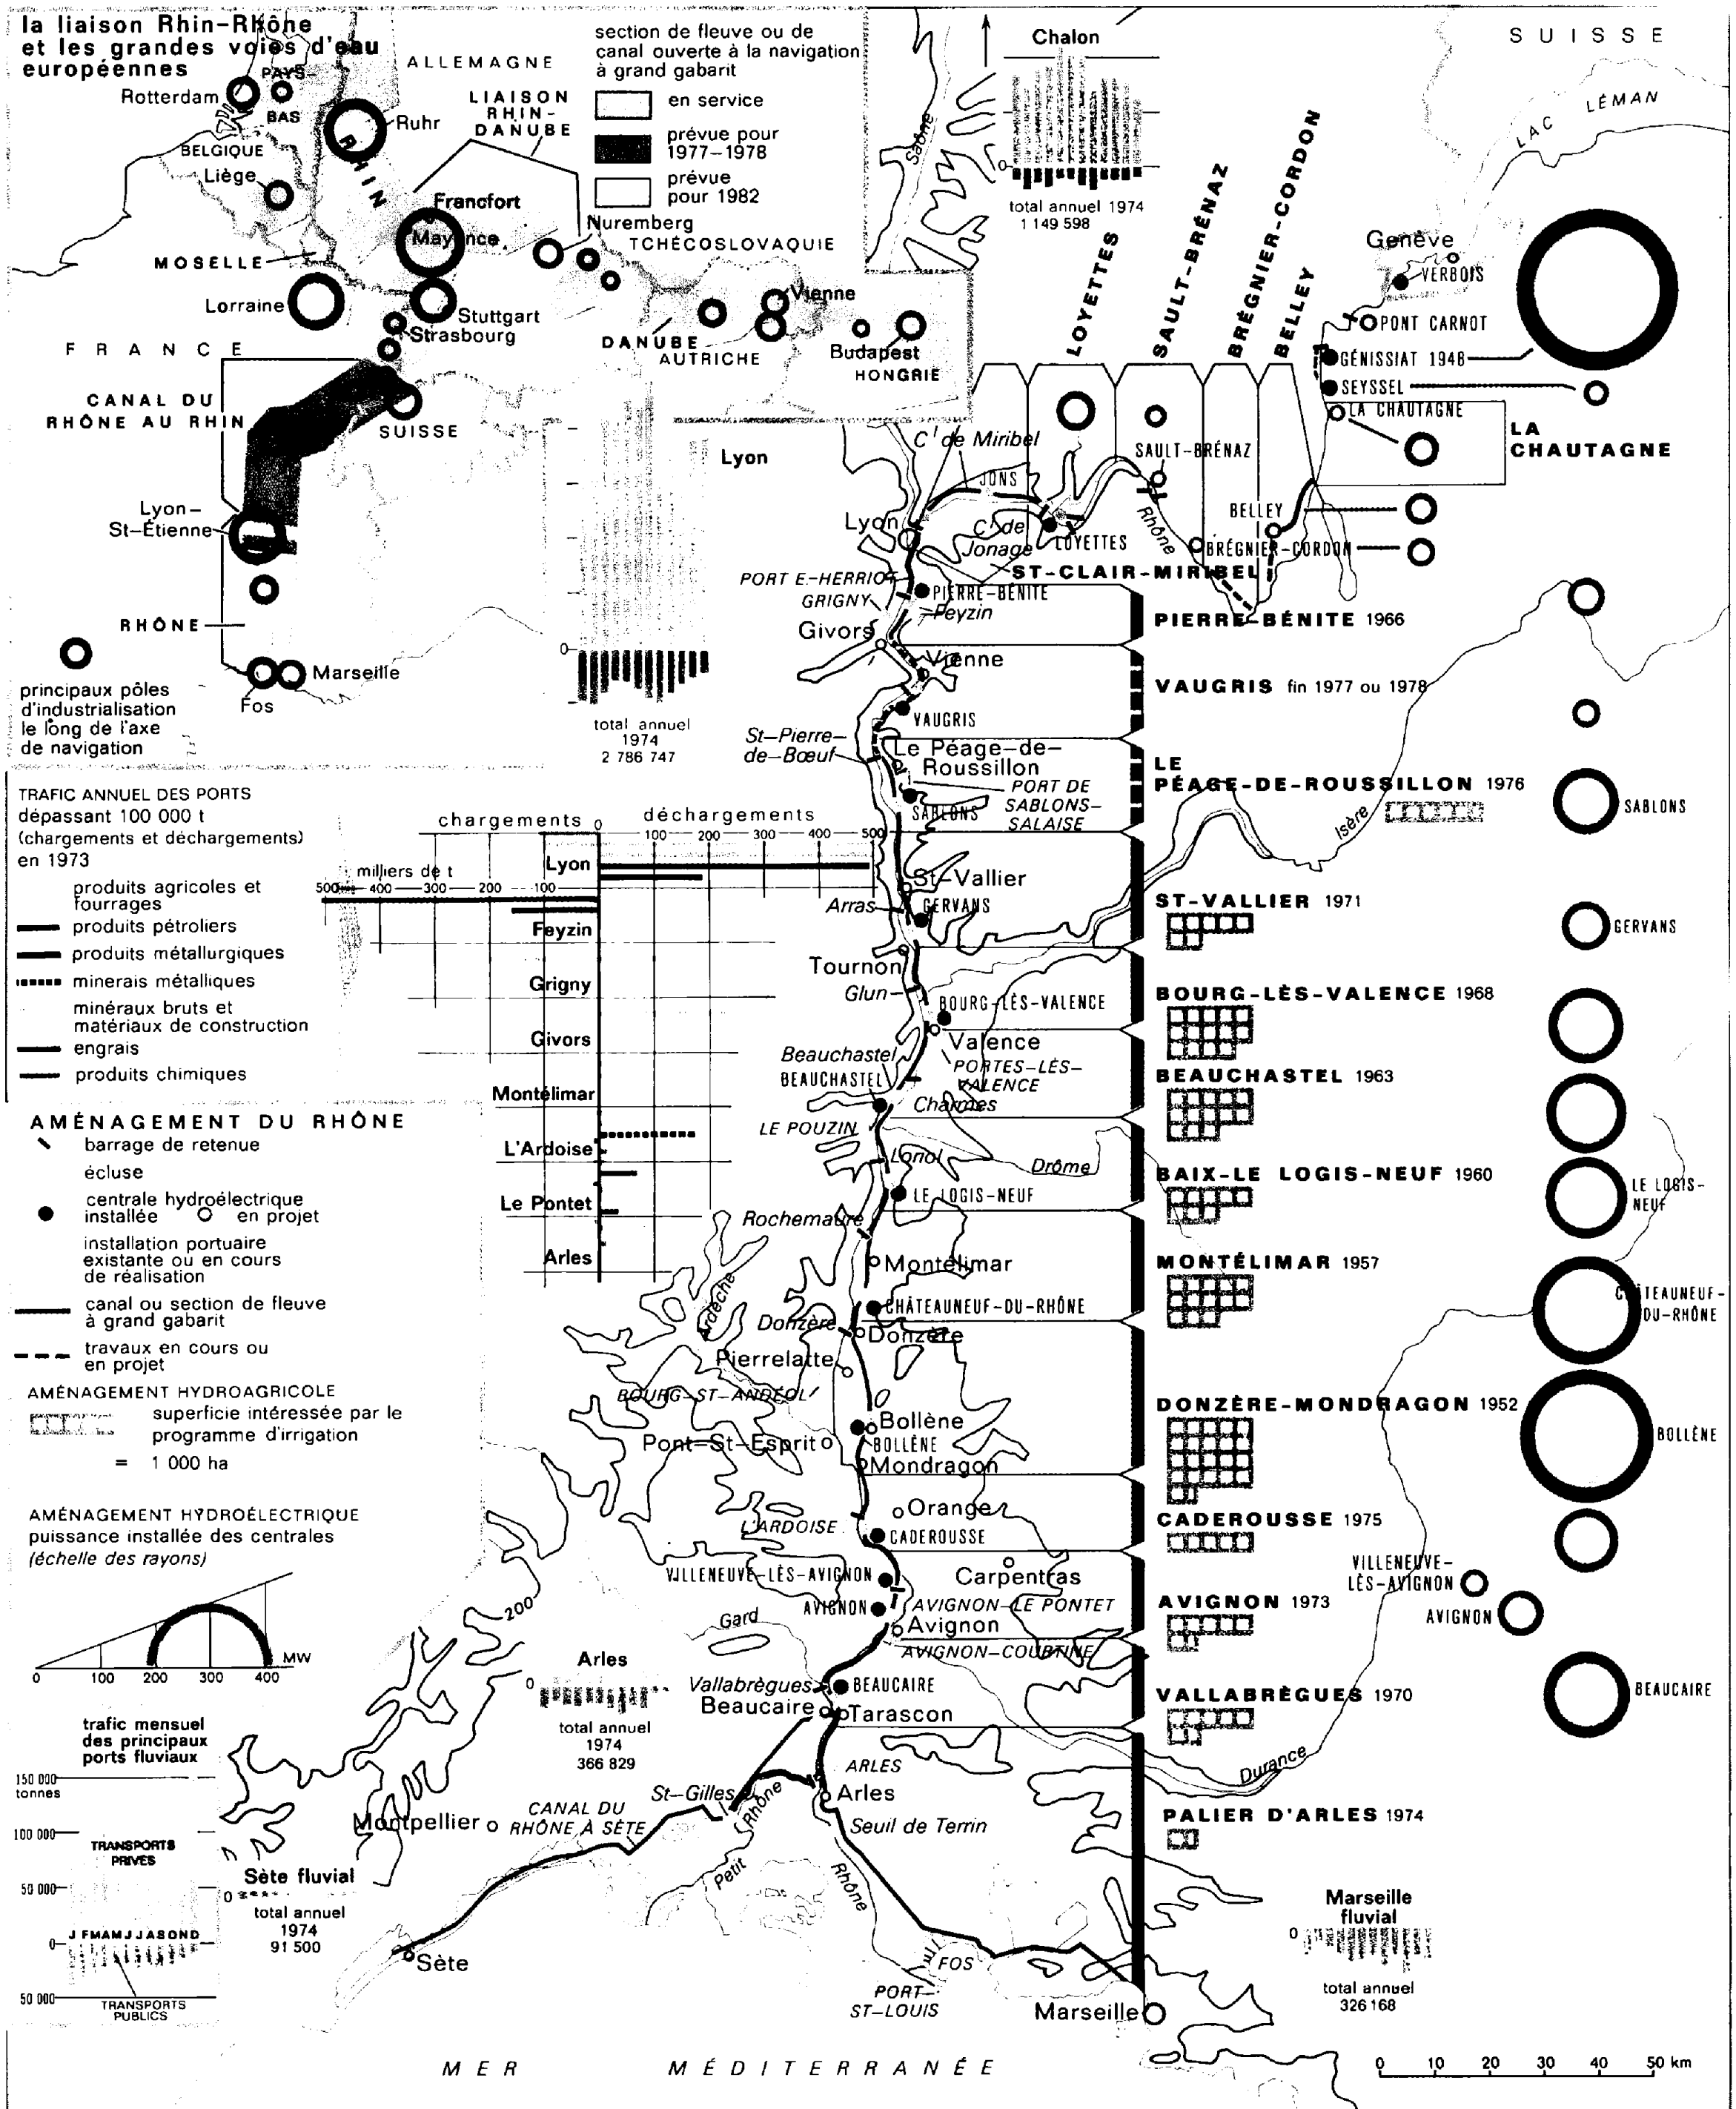 la liaison Rhin-Rhône
et les grandes voies d'eau
européennes
PAYS-
BAS
Rotterdam
ALLEMAGNE
Ruhr
RHIN
BELGIQUE
Liège
LIAISON
RHIN-
DANUBE
Francfort
Mayence
Nuremberg
TCHÉCOSLOVAQUIE
MOSELLE
Lorraine
Stuttgart
Strasbourg
Vienne
DANUBE
AUTRICHE
Budapest
HONGRIE
FRANCE
CANAL DU
RHÔNE AU RHIN
SUISSE
Lyon-
St-Étienne
RHÔNE
Marseille
Fos
principaux pôles
d'industrialisation
le long de l'axe
de navigation
section de fleuve ou de
canal ouverte à la navigation
à grand gabarit
en service
prévue pour
1977-1978
prévue
pour 1982
Chalon
Saône
0
total annuel 1974
1 149 598
Lyon
0
total annuel
1974
2 786 747
SUISSE
LAC LÉMAN
Genève
VERBOIS
PONT CARNOT
GÉNISSIAT 1948
SEYSSEL
LA CHAUTAGNE
LA
CHAUTAGNE
LOYETTES
SAULT-BRÉNAZ
BRÉGNIER-CORDON
BELLEY
SAULT-BRÉNAZ
BELLEY
BRÉGNIER-CORDON
Cl de Miribel
JONS
Lyon
Cl de
Jonage
LOYETTES
Rhône
ST-CLAIR-MIRIBEL
PORT E.-HERRIOT
PIERRE-BÉNITE
GRIGNY
Feyzin
Givors
PIERRE-BÉNITE 1966
Vienne
VAUGRIS fin 1977 ou 1978
VAUGRIS
St-Pierre-
de-Bœuf
Le Péage-de-
Roussillon
PORT DE
SABLONS-
SALAISE
SABLONS
LE
PÉAGE-DE-ROUSSILLON 1976
SABLONS
Isère
St-Vallier
Arras
GERVANS
ST-VALLIER 1971
GERVANS
Tournon
Glun
BOURG-LÈS-VALENCE
BOURG-LÈS-VALENCE 1968
Valence
Beauchastel
BEAUCHASTEL
PORTES-LÈS-
VALENCE
BEAUCHASTEL 1963
Charmes
LE POUZIN
Loriol
Drôme
LE LOGIS-NEUF
BAIX-LE LOGIS-NEUF 1960
LE LOGIS-
NEUF
Rochemaure
Montélimar
MONTÉLIMAR 1957
CHÂTEAUNEUF-DU-RHÔNE
CHÂTEAUNEUF-
DU-RHÔNE
Ardèche
Donzère
Donzère
Pierrelatte
BOURG-ST-ANDÉOL
DONZÈRE-MONDRAGON 1952
Bollène
BOLLÈNE
BOLLÈNE
Pont-St-Esprit
Mondragon
Orange
L'ARDOISE
CADEROUSSE
CADEROUSSE 1975
VILLENEUVE-LÈS-AVIGNON
VILLENEUVE-
LÈS-AVIGNON
Carpentras
AVIGNON
AVIGNON-LE PONTET
AVIGNON 1973
AVIGNON
Gard
Avignon
AVIGNON-COURTINE
Vallabrègues
BEAUCAIRE
VALLABRÈGUES 1970
BEAUCAIRE
Beaucaire
Tarascon
Durance
ARLES
St-Gilles
Arles
PALIER D'ARLES 1974
Montpellier
CANAL DU
RHÔNE À SÈTE
Petit Rhône
Seuil de Terrin
Rhône
FOS
PORT-
ST-LOUIS
Sète
Marseille
200
Arles
0
total annuel
1974
366 829
Sète fluvial
0
total annuel
1974
91 500
Marseille
fluvial
0
total annuel
326 168
MER MÉDITERRANÉE
0 10 20 30 40 50 km
TRAFIC ANNUEL DES PORTS
dépassant 100 000 t
(chargements et déchargements)
en 1973
produits agricoles et
fourrages
produits pétroliers
produits métallurgiques
minerais métalliques
minéraux bruts et
matériaux de construction
engrais
produits chimiques
chargements 0 déchargements
100 200 300 400 500
milliers de t
500 400 300 200 100
Lyon
Feyzin
Grigny
Givors
Montélimar
L'Ardoise
Le Pontet
Arles
AMÉNAGEMENT DU RHÔNE
barrage de retenue
écluse
centrale hydroélectrique
installée en projet
installation portuaire
existante ou en cours
de réalisation
canal ou section de fleuve
à grand gabarit
travaux en cours ou
en projet
AMÉNAGEMENT HYDROAGRICOLE
superficie intéressée par le
programme d'irrigation
= 1 000 ha
AMÉNAGEMENT HYDROÉLECTRIQUE
puissance installée des centrales
(échelle des rayons)
0 100 200 300 400 MW
trafic mensuel
des principaux
ports fluviaux
150 000
tonnes
100 000
TRANSPORTS
PRIVÉS
50 000
J F M A M J J A S O N D
0
50 000
TRANSPORTS
PUBLICS